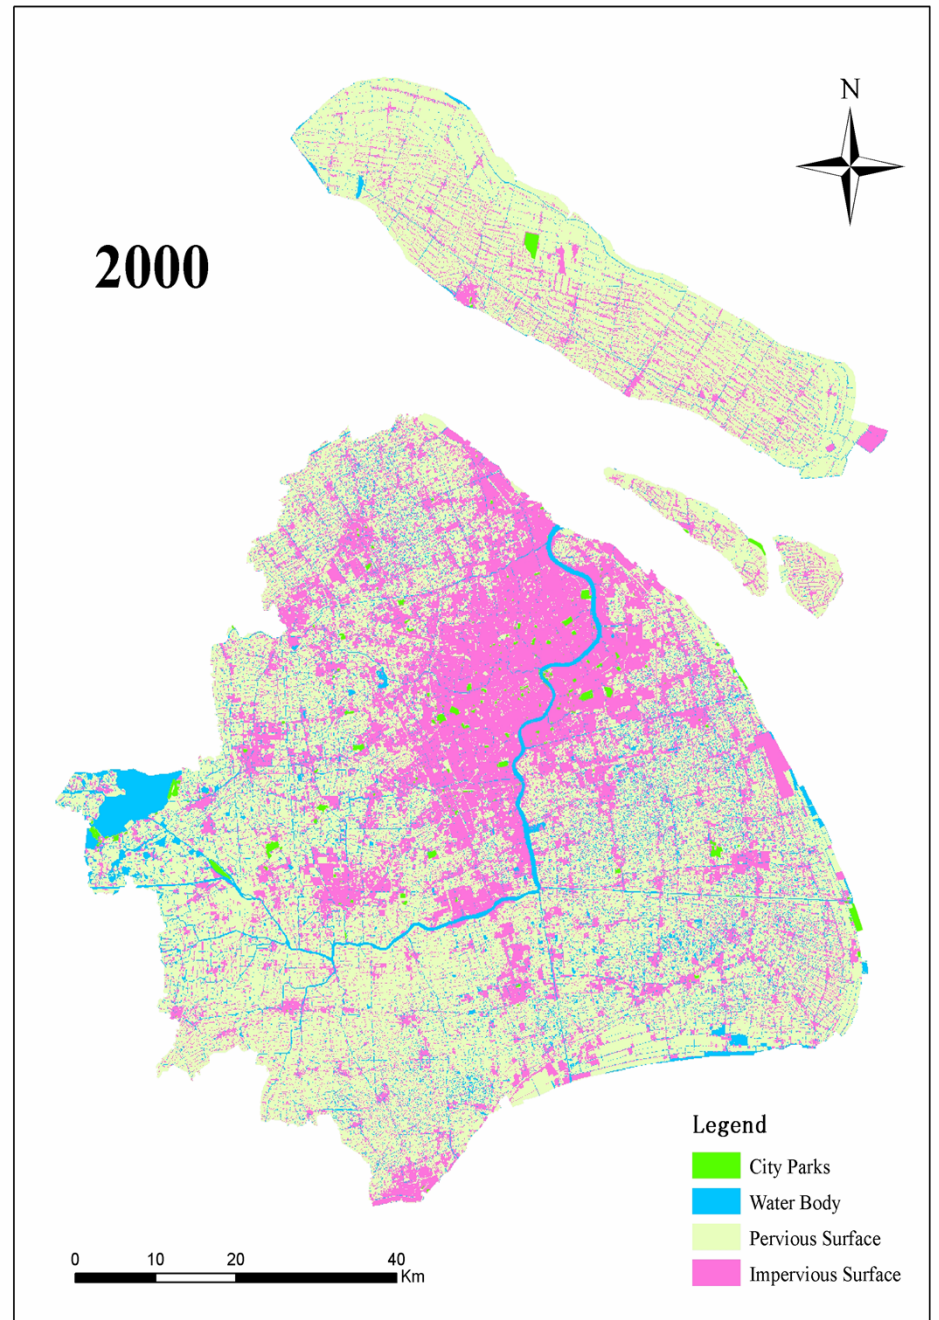 N
2000
Legend
City Parks
Water Body
Pervious Surface
Impervious Surface
0 10 20 40
Km